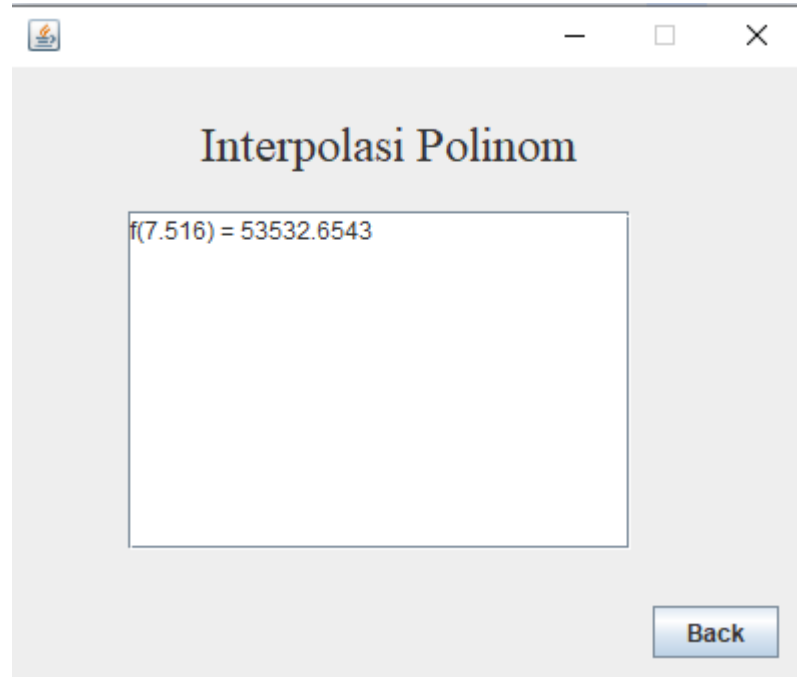 Interpolasi Polinom
f(7.516) = 53532.6543
Back